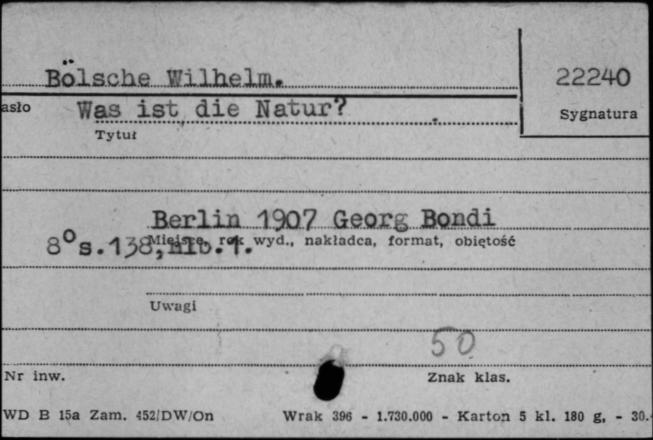 Bölsche Wilhelm.
22240
asło
Was ist die Natur?
Sygnatura
Tytuł
Berlin 1907 Georg Bondi
Miejsce, rok wyd., nakładca, format, objętość
8° s.138, nlb.1.
Uwagi
50
Nr inw.
Znak klas.
WD B 15a Zam. 452/DW/On
Wrak 396 - 1.730.000 - Karton 5 kl. 180 g, - 30.